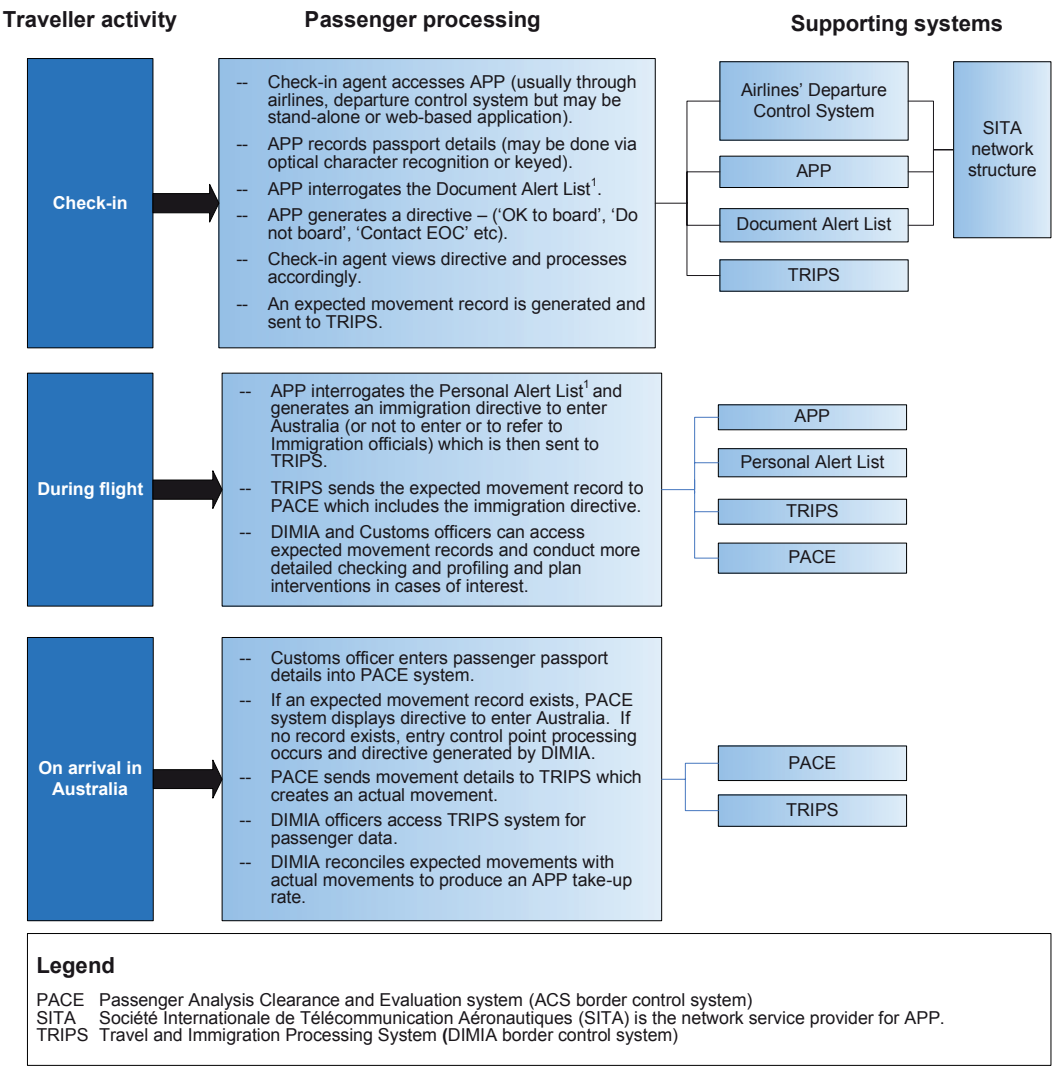 Traveller activity
Passenger processing
Supporting systems
Check-in
-- Check-in agent accesses APP (usually through
airlines, departure control system but may be
stand-alone or web-based application).
-- APP records passport details (may be done via
optical character recognition or keyed).
-- APP interrogates the Document Alert List¹.
-- APP generates a directive – (‘OK to board’, ‘Do
not board’, ‘Contact EOC’ etc).
-- Check-in agent views directive and processes
accordingly.
-- An expected movement record is generated and
sent to TRIPS.
Airlines’ Departure
Control System
APP
Document Alert List
TRIPS
SITA
network
structure
During flight
-- APP interrogates the Personal Alert List¹ and
generates an immigration directive to enter
Australia (or not to enter or to refer to
Immigration officials) which is then sent to
TRIPS.
-- TRIPS sends the expected movement record to
PACE which includes the immigration directive.
-- DIMIA and Customs officers can access
expected movement records and conduct more
detailed checking and profiling and plan
interventions in cases of interest.
APP
Personal Alert List
TRIPS
PACE
On arrival in
Australia
-- Customs officer enters passenger passport
details into PACE system.
-- If an expected movement record exists, PACE
system displays directive to enter Australia. If
no record exists, entry control point processing
occurs and directive generated by DIMIA.
-- PACE sends movement details to TRIPS which
creates an actual movement.
-- DIMIA officers access TRIPS system for
passenger data.
-- DIMIA reconciles expected movements with
actual movements to produce an APP take-up
rate.
PACE
TRIPS
Legend
PACE Passenger Analysis Clearance and Evaluation system (ACS border control system)
SITA Société Internationale de Télécommunication Aéronautiques (SITA) is the network service provider for APP.
TRIPS Travel and Immigration Processing System (DIMIA border control system)